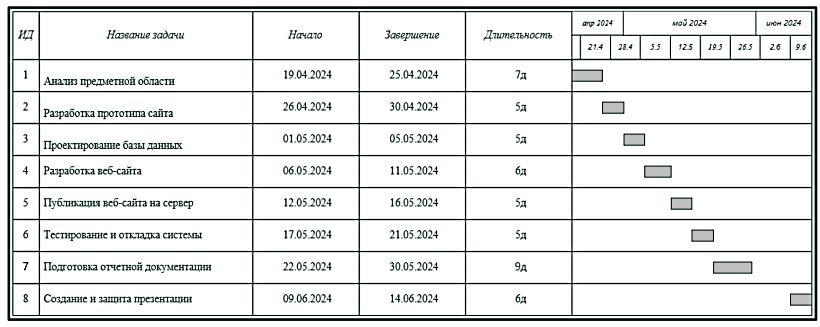 ИД Название задачи Начало Завершение Длительность апр 2024 май 2024 июн 2024
21.4 28.4 5.5 12.5 19.5 26.5 2.6 9.6
1 Анализ предметной области 19.04.2024 25.04.2024 7д
2 Разработка прототипа сайта 26.04.2024 30.04.2024 5д
3 Проектирование базы данных 01.05.2024 05.05.2024 5д
4 Разработка веб-сайта 06.05.2024 11.05.2024 6д
5 Публикация веб-сайта на сервер 12.05.2024 16.05.2024 5д
6 Тестирование и откладка системы 17.05.2024 21.05.2024 5д
7 Подготовка отчетной документации 22.05.2024 30.05.2024 9д
8 Создание и защита презентации 09.06.2024 14.06.2024 6д